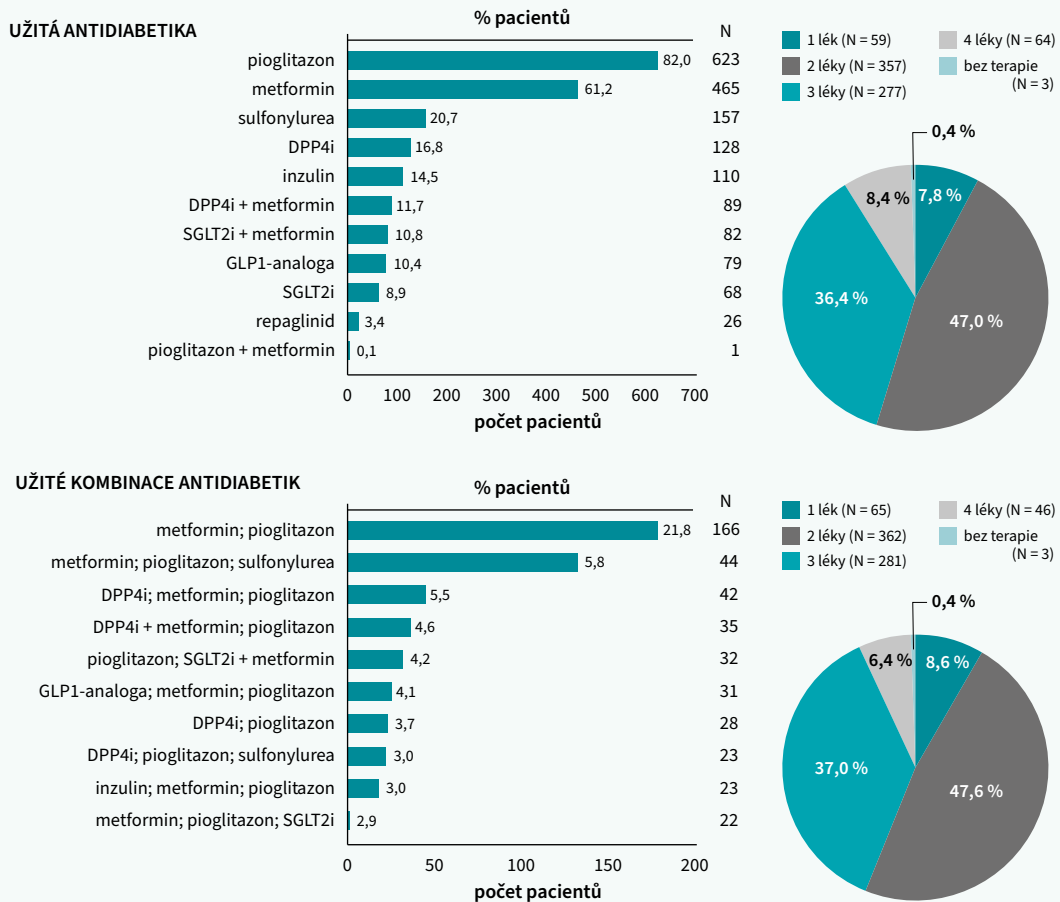 UŽITÁ ANTIDIABETIKA
% pacientů
N
pioglitazon 82,0 623
metformin 61,2 465
sulfonylurea 20,7 157
DPP4i 16,8 128
inzulin 14,5 110
DPP4i + metformin 11,7 89
SGLT2i + metformin 10,8 82
GLP1-analoga 10,4 79
SGLT2i 8,9 68
repaglinid 3,4 26
pioglitazon + metformin 0,1 1
0 100 200 300 400 500 600 700
počet pacientů
1 lék (N = 59)
2 léky (N = 357)
3 léky (N = 277)
4 léky (N = 64)
bez terapie
(N = 3)
0,4 %
8,4 % 7,8 %
36,4 %
47,0 %
UŽITÉ KOMBINACE ANTIDIABETIK
% pacientů
N
metformin; pioglitazon 21,8 166
metformin; pioglitazon; sulfonylurea 5,8 44
DPP4i; metformin; pioglitazon 5,5 42
DPP4i + metformin; pioglitazon 4,6 35
pioglitazon; SGLT2i + metformin 4,2 32
GLP1-analoga; metformin; pioglitazon 4,1 31
DPP4i; pioglitazon 3,7 28
DPP4i; pioglitazon; sulfonylurea 3,0 23
inzulin; metformin; pioglitazon 3,0 23
metformin; pioglitazon; SGLT2i 2,9 22
0 50 100 150 200
počet pacientů
1 lék (N = 65)
2 léky (N = 362)
3 léky (N = 281)
4 léky (N = 46)
bez terapie
(N = 3)
0,4 %
6,4 % 8,6 %
37,0 %
47,6 %